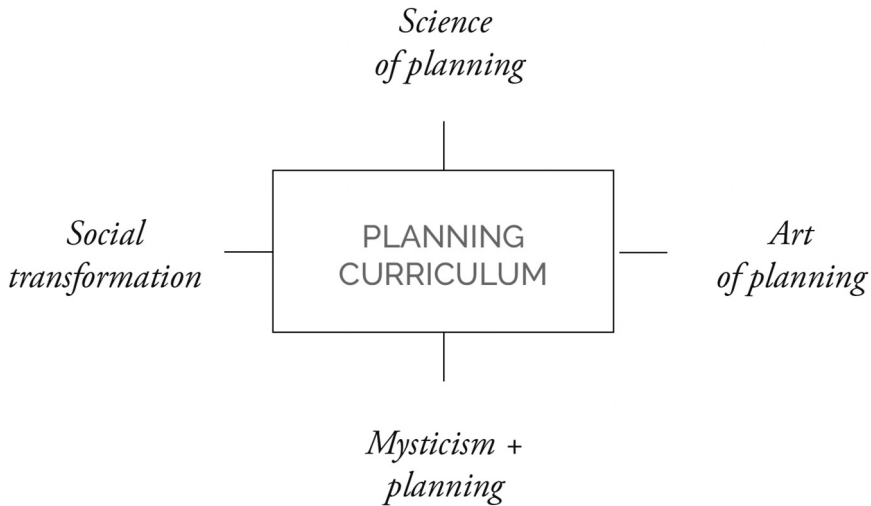 Science
of planning
Social
transformation
PLANNING
CURRICULUM
Art
of planning
Mysticism +
planning